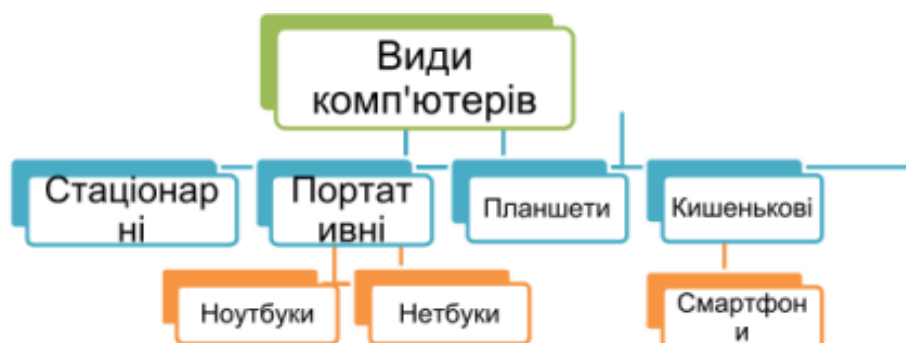 Види
комп'ютерів
Стаціонар
ні
Портат
ивні
Планшети
Кишенькові
Ноутбуки
Нетбуки
Смартфон
и